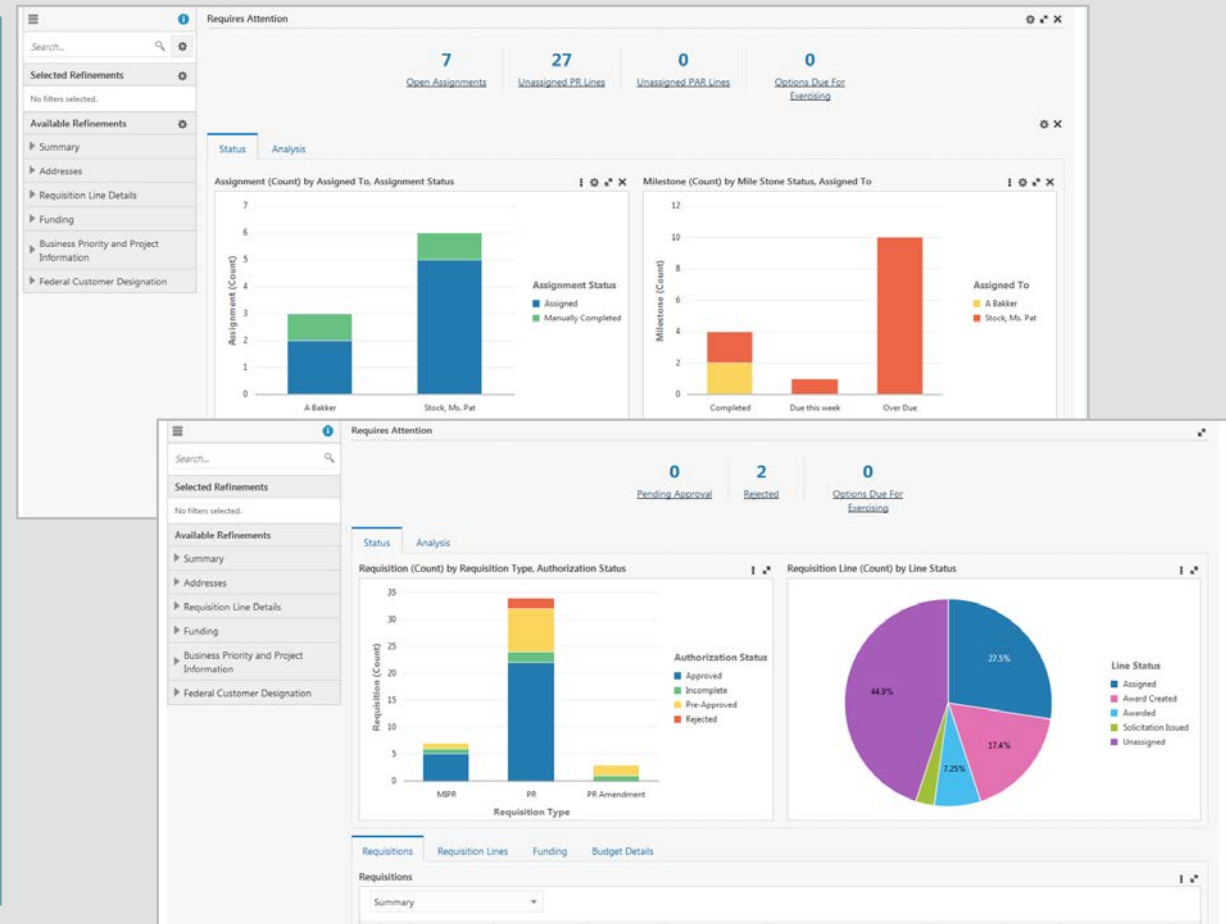 Requires Attention
Search...
Selected Refinements
No filters selected.
Available Refinements
Summary
Addresses
Requisition Line Details
Funding
Business Priority and Project
Information
Federal Customer Designation
7
Open Assignments
27
Unassigned PR Lines
0
Unassigned PAR Lines
0
Options Due For
Exercising
Status
Analysis
Assignment (Count) by Assigned To, Assignment Status
7
6
5
4
3
2
1
0
Assignment (Count)
A Bakker
Stock, Ms. Pat
Assignment Status
Assigned
Manually Completed
Milestone (Count) by Mile Stone Status, Assigned To
12
10
8
6
4
2
0
Milestone (Count)
Completed
Due this week
Over Due
Assigned To
A Bakker
Stock, Ms. Pat
Requires Attention
Search...
Selected Refinements
No filters selected.
Available Refinements
Summary
Addresses
Requisition Line Details
Funding
Business Priority and Project
Information
Federal Customer Designation
0
Pending Approval
2
Rejected
0
Options Due For
Exercising
Status
Analysis
Requisition (Count) by Requisition Type, Authorization Status
35
30
25
20
15
10
5
0
Requisition (Count)
MIPR
PR
PR Amendment
Requisition Type
Authorization Status
Approved
Incomplete
Pre-Approved
Rejected
Requisition Line (Count) by Line Status
27.5%
44.9%
17.4%
7.25%
Line Status
Assigned
Award Created
Awarded
Solicitation Issued
Unassigned
Requisitions
Requisition Lines
Funding
Budget Details
Requisitions
Summary